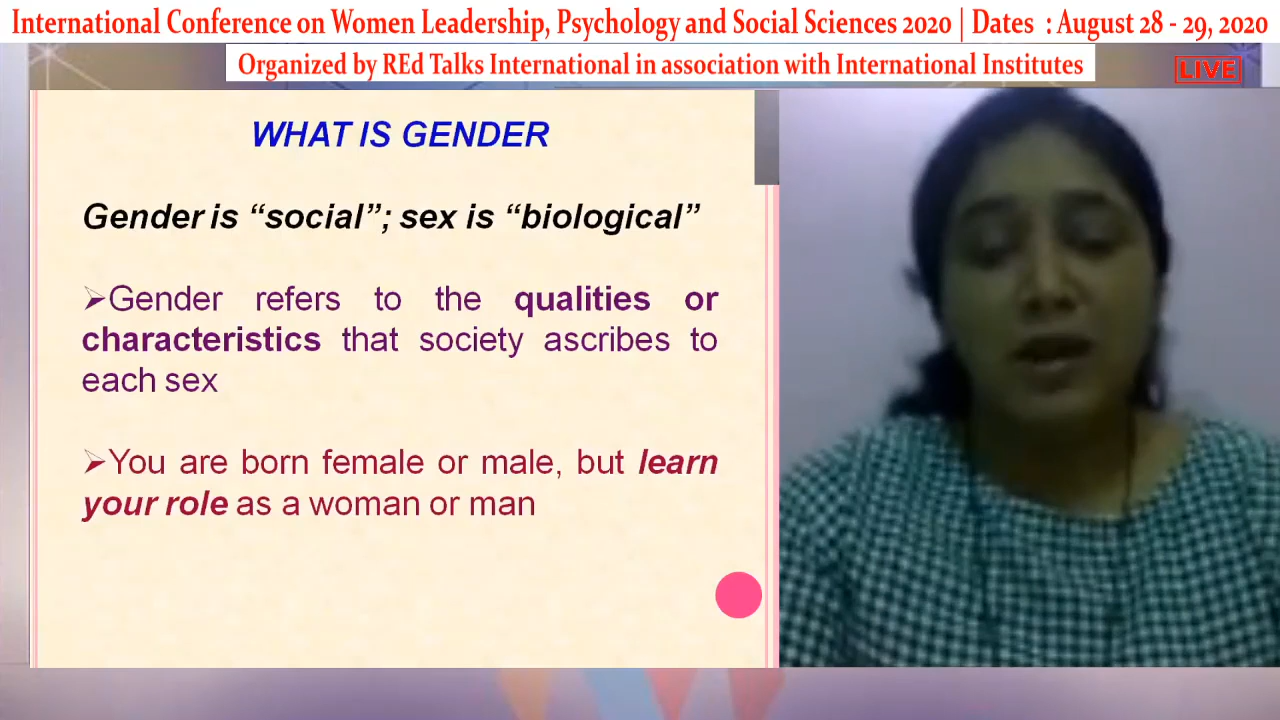 International Conference on Women Leadership, Psychology and Social Sciences 2020 | Dates : August 28 - 29, 2020
Organized by REd Talks International in association with International Institutes
LIVE
WHAT IS GENDER
Gender is “social”; sex is “biological”
➢Gender refers to the qualities or
characteristics that society ascribes to
each sex
➢You are born female or male, but learn
your role as a woman or man